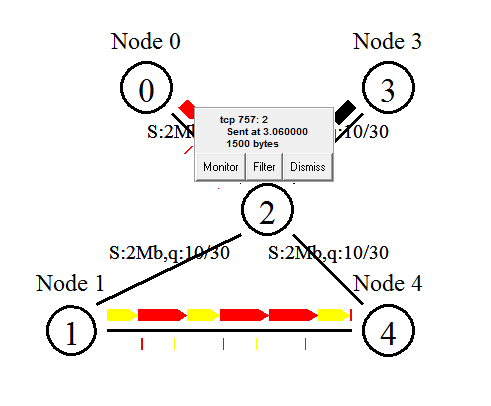 Node 0
Node 3
0
3
tcp 757: 2
Sent at 3.060000
1500 bytes
S:2Mb
q:10/30
Monitor
Filter
Dismiss
2
S:2Mb,q:10/30
S:2Mb,q:10/30
Node 1
Node 4
1
4